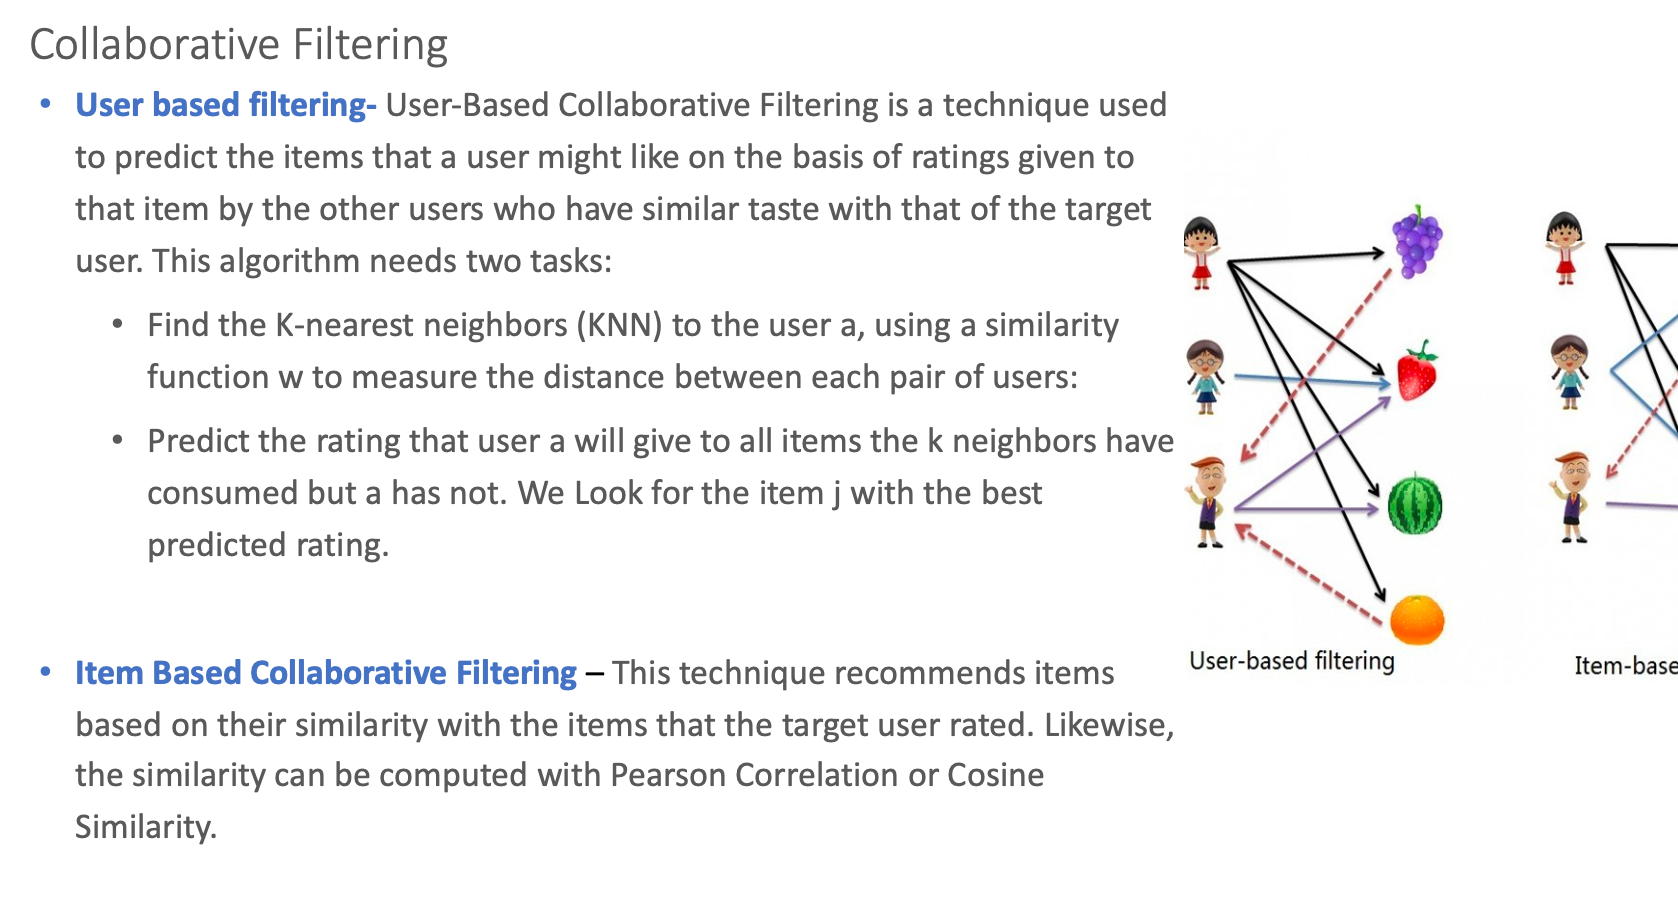 Collaborative Filtering
• User based filtering- User-Based Collaborative Filtering is a technique used
to predict the items that a user might like on the basis of ratings given to
that item by the other users who have similar taste with that of the target
user. This algorithm needs two tasks:
• Find the K-nearest neighbors (KNN) to the user a, using a similarity
function w to measure the distance between each pair of users:
• Predict the rating that user a will give to all items the k neighbors have
consumed but a has not. We Look for the item j with the best
predicted rating.
• Item Based Collaborative Filtering – This technique recommends items
based on their similarity with the items that the target user rated. Likewise,
the similarity can be computed with Pearson Correlation or Cosine
Similarity.
User-based filtering
Item-base